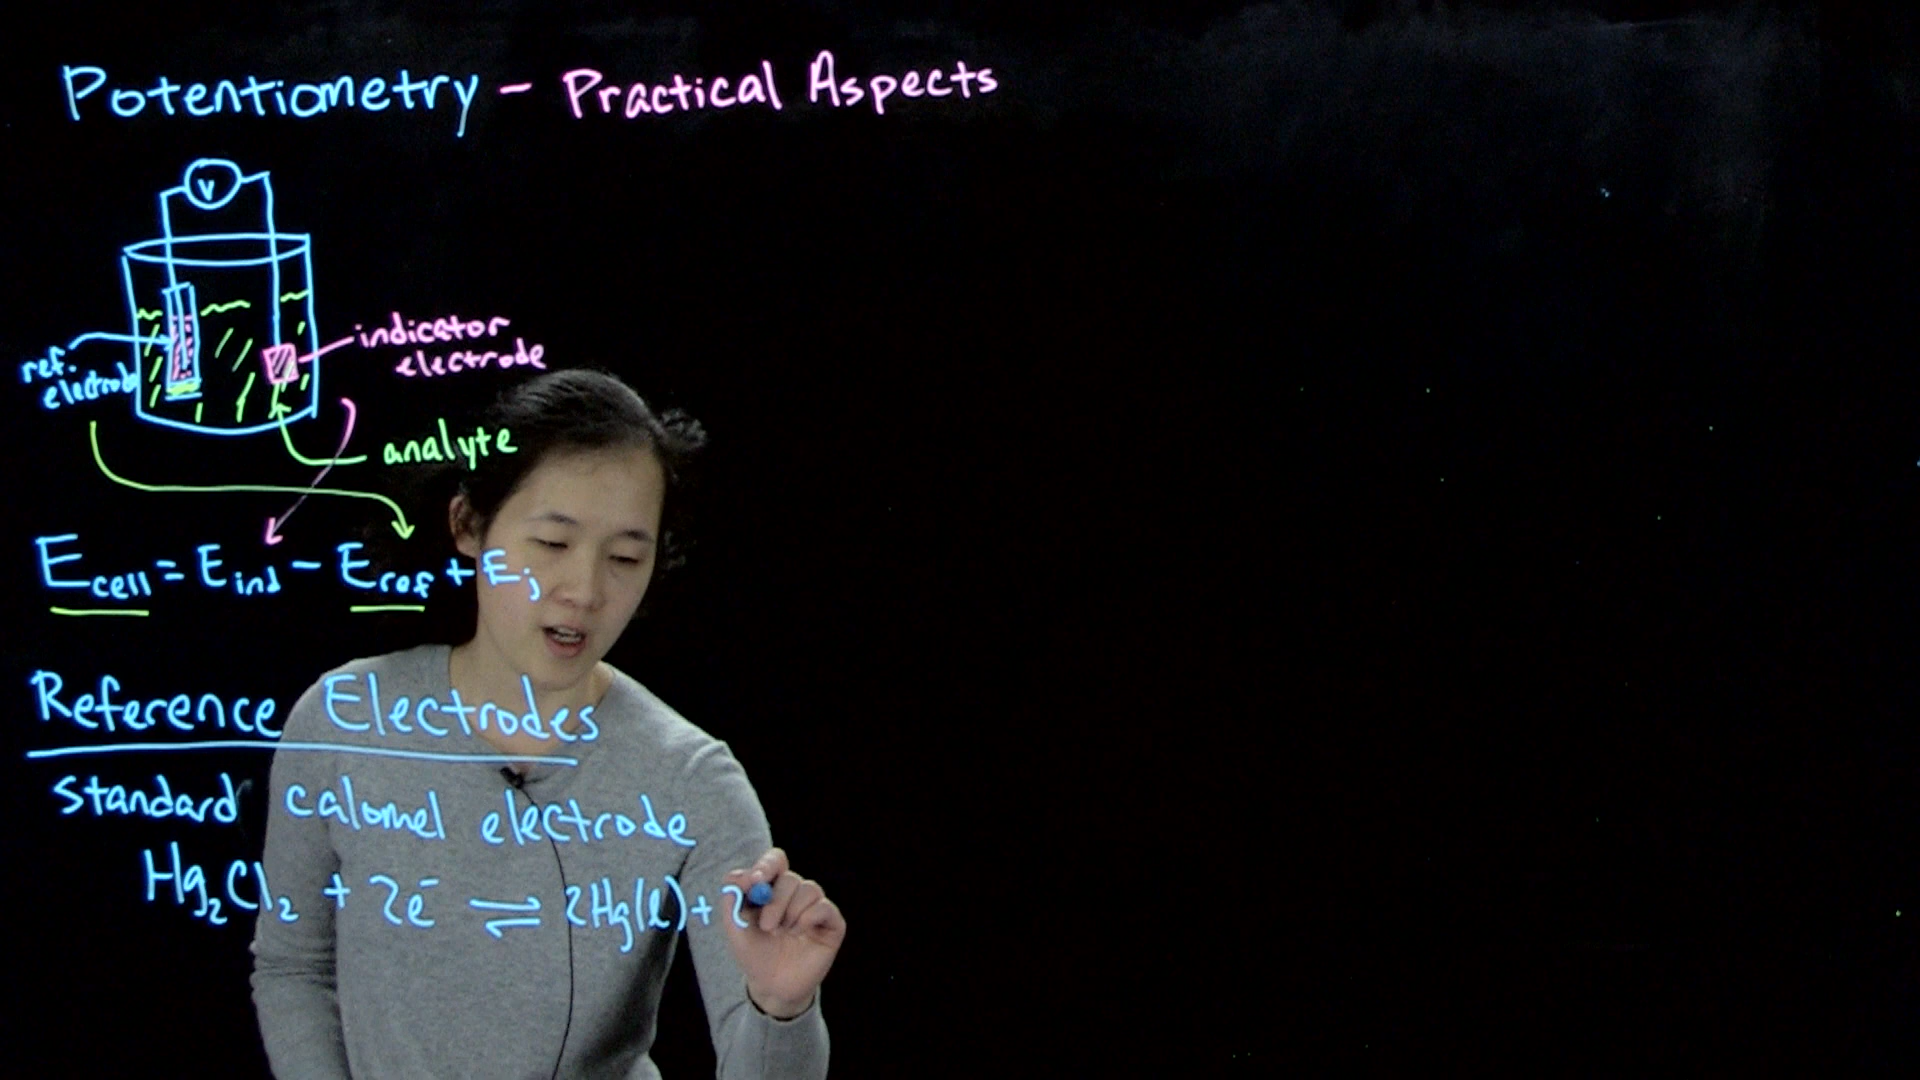 Potentiometry - Practical Aspects
V
indicator
electrode
ref.
electrode
analyte
Ecell = Eind - Eref + Ej
Reference Electrodes
standard calomel electrode
Hg2Cl2 + 2e⁻ ⇌ 2Hg(l) + 2